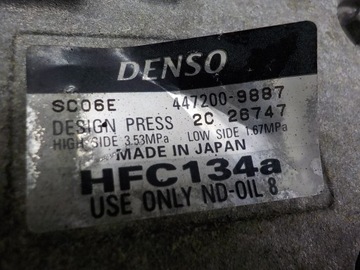 DENSO
SC06E 447200-9887
DESIGN PRESS 2C 26747
HIGH SIDE 3.53MPa LOW SIDE 1.67MPa
MADE IN JAPAN
HFC134a
USE ONLY ND-OIL 8